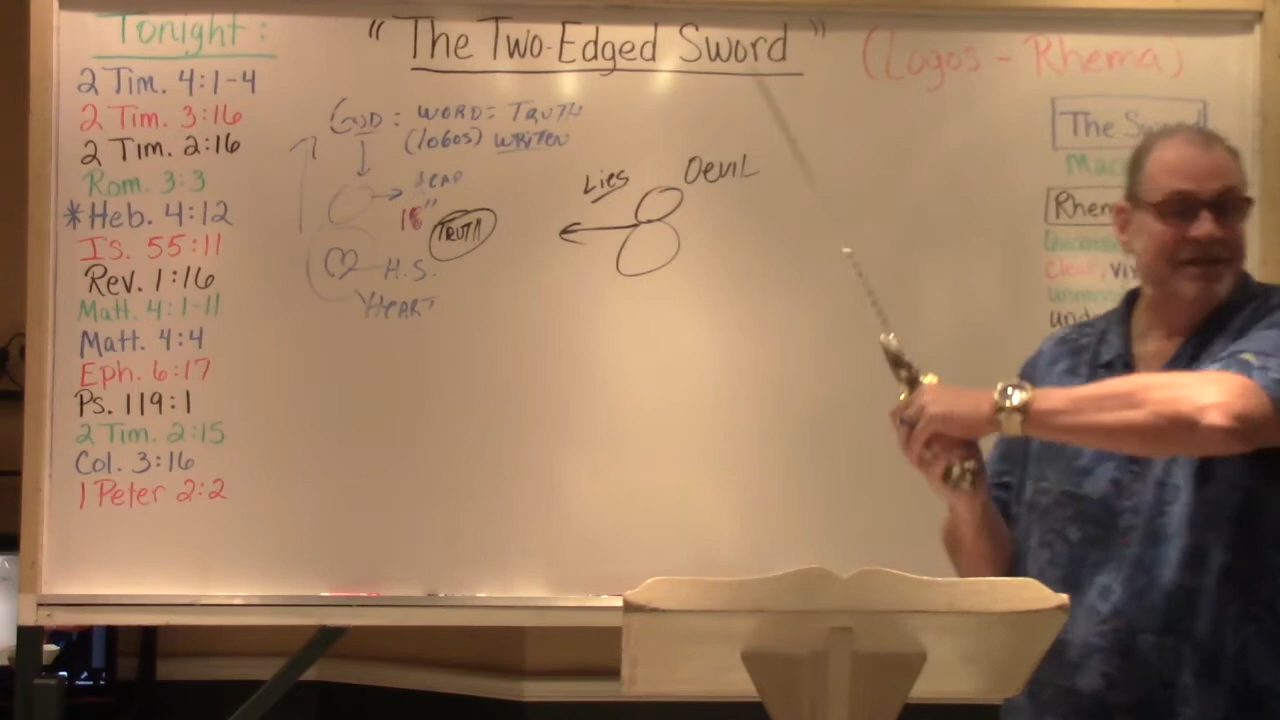 Tonight:
2 Tim. 4:1-4
2 Tim. 3:16
2 Tim. 2:16
Rom. 3:3
*Heb. 4:12
Is. 55:11
Rev. 1:16
Matt. 4:1-11
Matt. 4:4
Eph. 6:17
Ps. 119:1
2 Tim. 2:15
Col. 3:16
1 Peter 2:2
"The Two-Edged Sword"
(Logos - Rhema)
GOD: WORD = TRUTH
(logos) WRITTEN
HEAD
18"
TRUTH
H.S.
HEART
Lies
DEVIL
The Sword
Rhem
Clear, viv